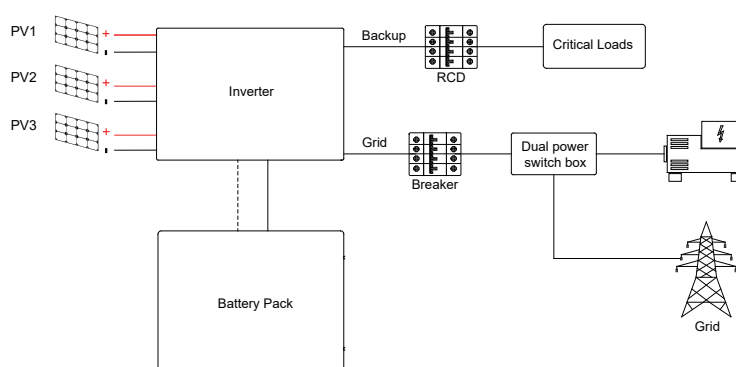 PV1
+
-
PV2
+
-
PV3
+
-
Inverter
Backup
RCD
Critical Loads
Grid
Breaker
Dual power
switch box
Battery Pack
Grid